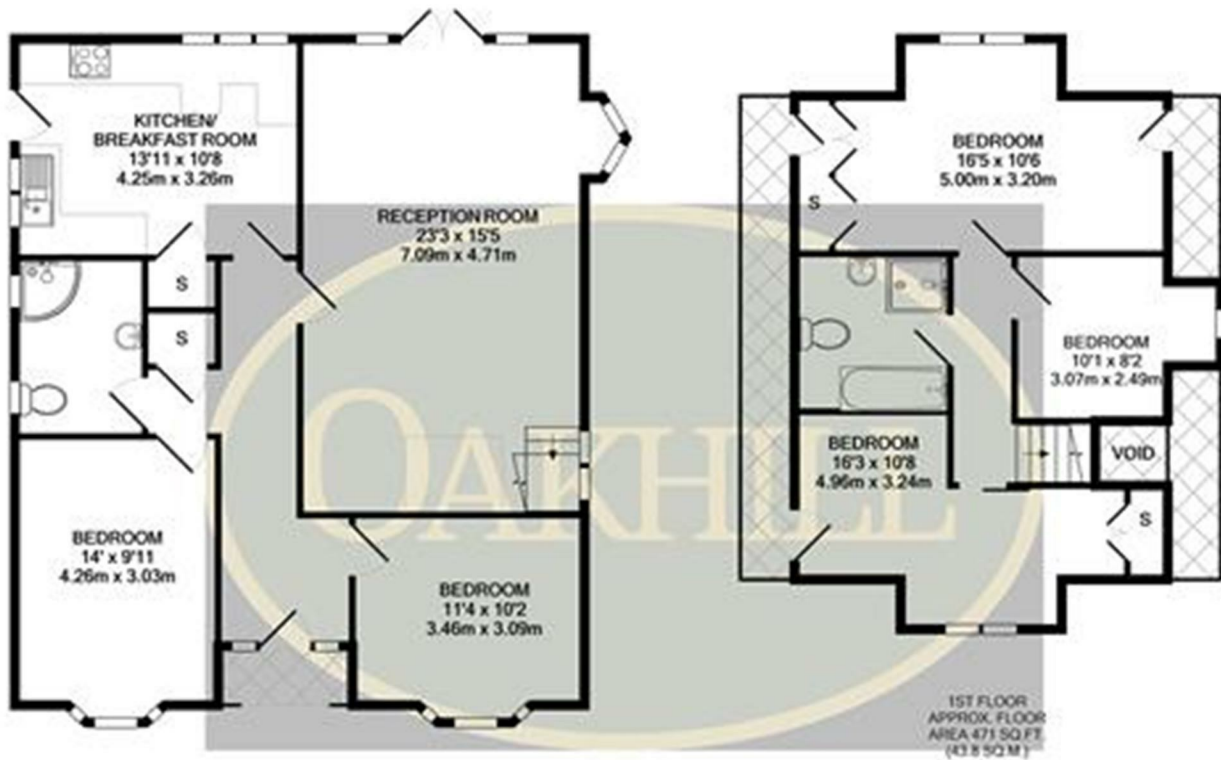 KITCHEN/
BREAKFAST ROOM
13'11 x 10'8
4.25m x 3.26m
RECEPTION ROOM
23'3 x 15'5
7.09m x 4.71m
S
S
BEDROOM
14' x 9'11
4.26m x 3.03m
BEDROOM
11'4 x 10'2
3.46m x 3.09m
OAKHILL
BEDROOM
16'5 x 10'6
5.00m x 3.20m
S
BEDROOM
10'1 x 8'2
3.07m x 2.49m
BEDROOM
16'3 x 10'8
4.96m x 3.24m
VOID
S
1ST FLOOR
APPROX. FLOOR
AREA 471 SQ.FT.
(43.8 SQ.M.)